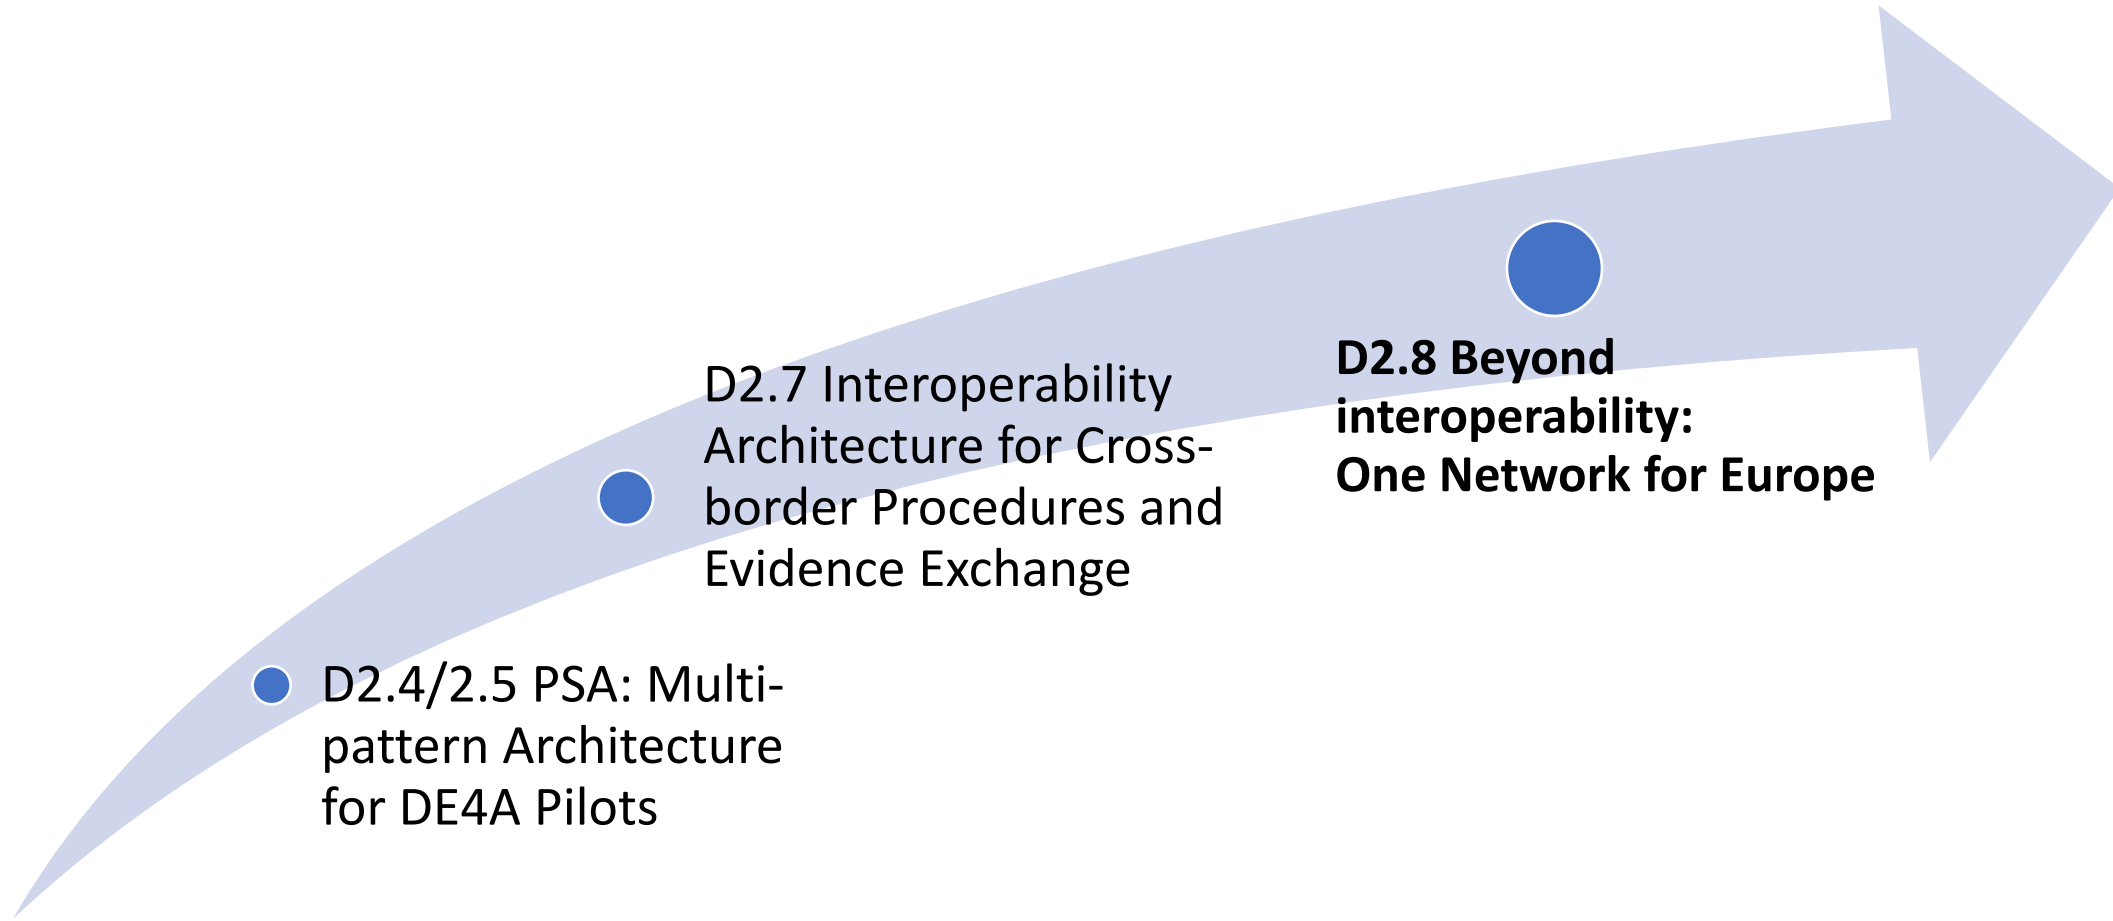 D2.7 Interoperability
Architecture for Cross-
border Procedures and
Evidence Exchange
D2.8 Beyond
interoperability:
One Network for Europe
D2.4/2.5 PSA: Multi-
pattern Architecture
for DE4A Pilots